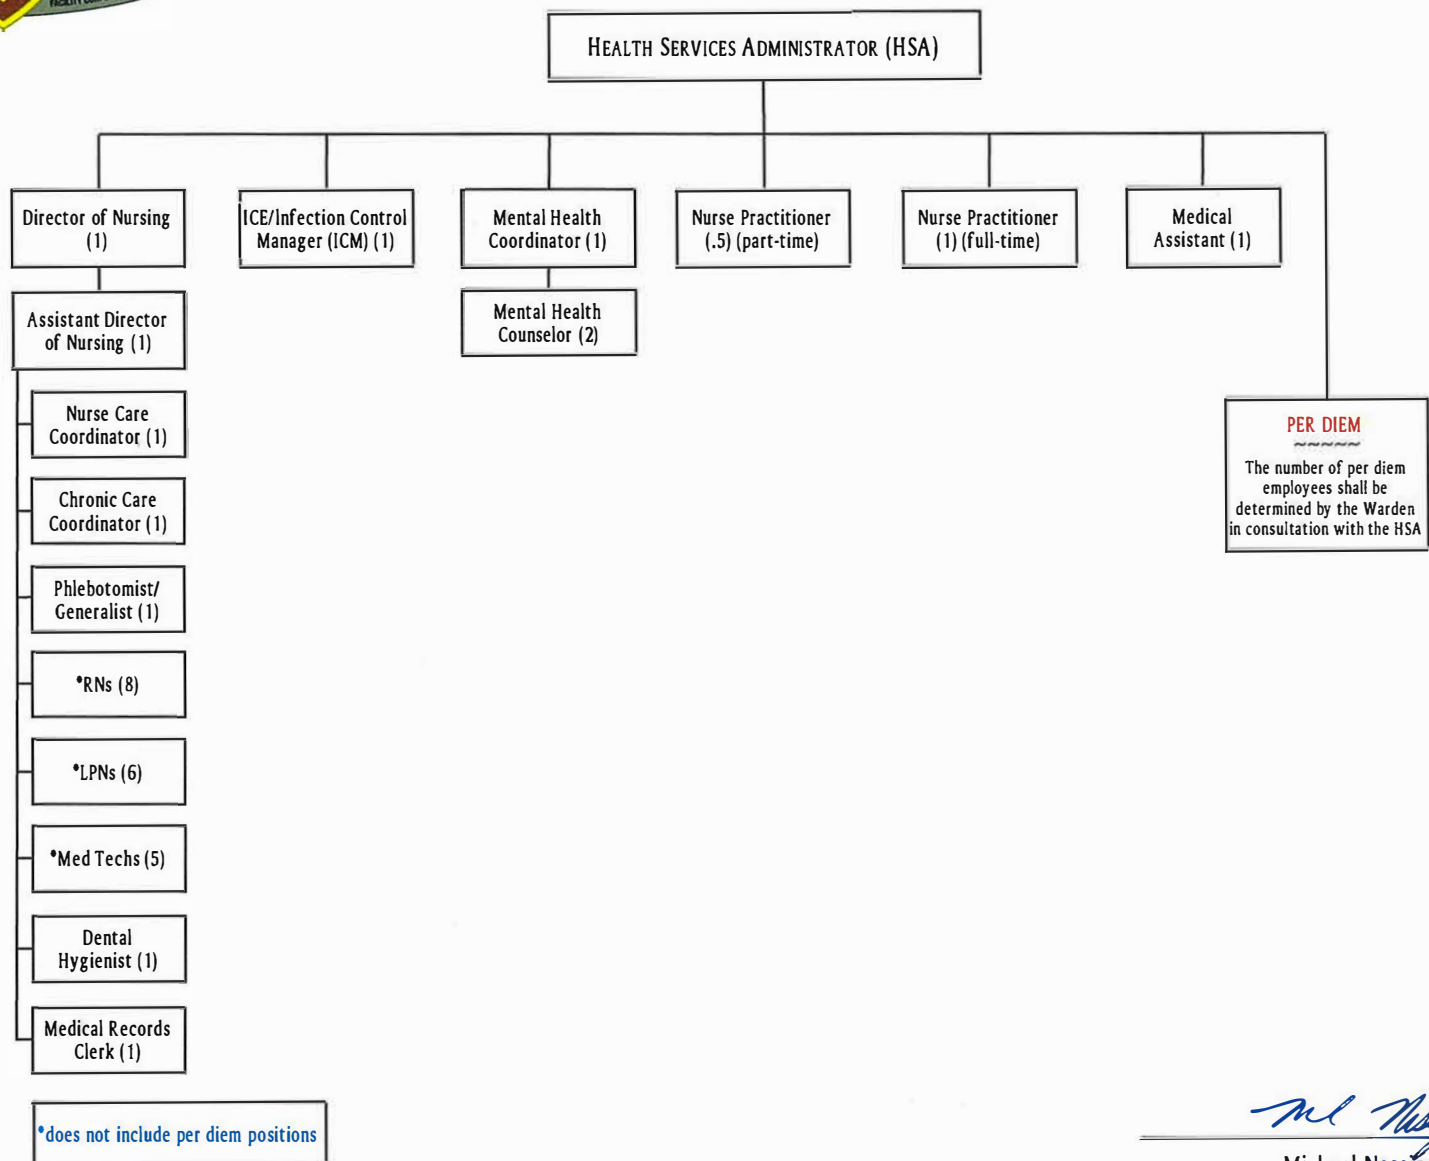 HEALTH SERVICES ADMINISTRATOR (HSA)
Director of Nursing
(1)
ICE/Infection Control
Manager (ICM) (1)
Mental Health
Coordinator (1)
Nurse Practitioner
(.5) (part-time)
Nurse Practitioner
(1) (full-time)
Medical
Assistant (1)
Assistant Director
of Nursing (1)
Mental Health
Counselor (2)
Nurse Care
Coordinator (1)
Chronic Care
Coordinator (1)
Phlebotomist/
Generalist (1)
*RNs (8)
*LPNs (6)
*Med Techs (5)
Dental
Hygienist (1)
Medical Records
Clerk (1)
PER DIEM
~~~~~
The number of per diem
employees shall be
determined by the Warden
in consultation with the HSA
*does not include per diem positions
Michael